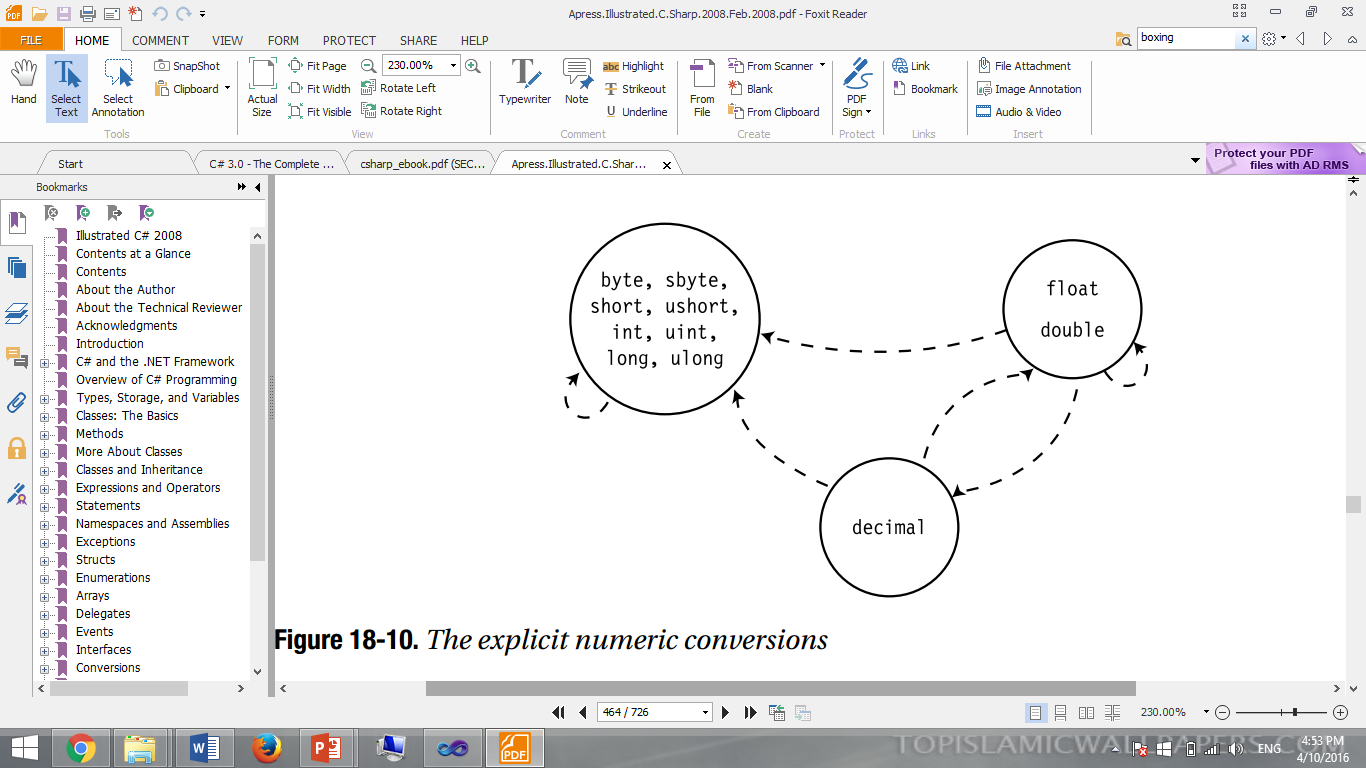 Apress.Illustrated.C.Sharp.2008.Feb.2008.pdf - Foxit Reader
FILE HOME COMMENT VIEW FORM PROTECT SHARE HELP boxing
Hand
Select Text
Select Annotation
SnapShot
Clipboard
Tools
Actual Size
Fit Page
Fit Width
Fit Visible
230.00%
Rotate Left
Rotate Right
View
Typewriter
Note
abc Highlight
Strikeout
U Underline
Comment
From File
From Scanner
Blank
From Clipboard
Create
PDF Sign
Protect
Link
Bookmark
Links
File Attachment
Image Annotation
Audio & Video
Insert
Start
C# 3.0 - The Complete ...
csharp_ebook.pdf (SEC...
Apress.Illustrated.C.Shar...
Protect your PDF
files with AD RMS
Bookmarks
Illustrated C# 2008
Contents at a Glance
Contents
About the Author
About the Technical Reviewer
Acknowledgments
Introduction
C# and the .NET Framework
Overview of C# Programming
Types, Storage, and Variables
Classes: The Basics
Methods
More About Classes
Classes and Inheritance
Expressions and Operators
Statements
Namespaces and Assemblies
Exceptions
Structs
Enumerations
Arrays
Delegates
Events
Interfaces
Conversions
byte, sbyte,
short, ushort,
int, uint,
long, ulong
float
double
decimal
Figure 18-10. The explicit numeric conversions
464 / 726
230.00%
TOPISLAMICWALLPAPERS.COM
ENG
4:53 PM
4/10/2016